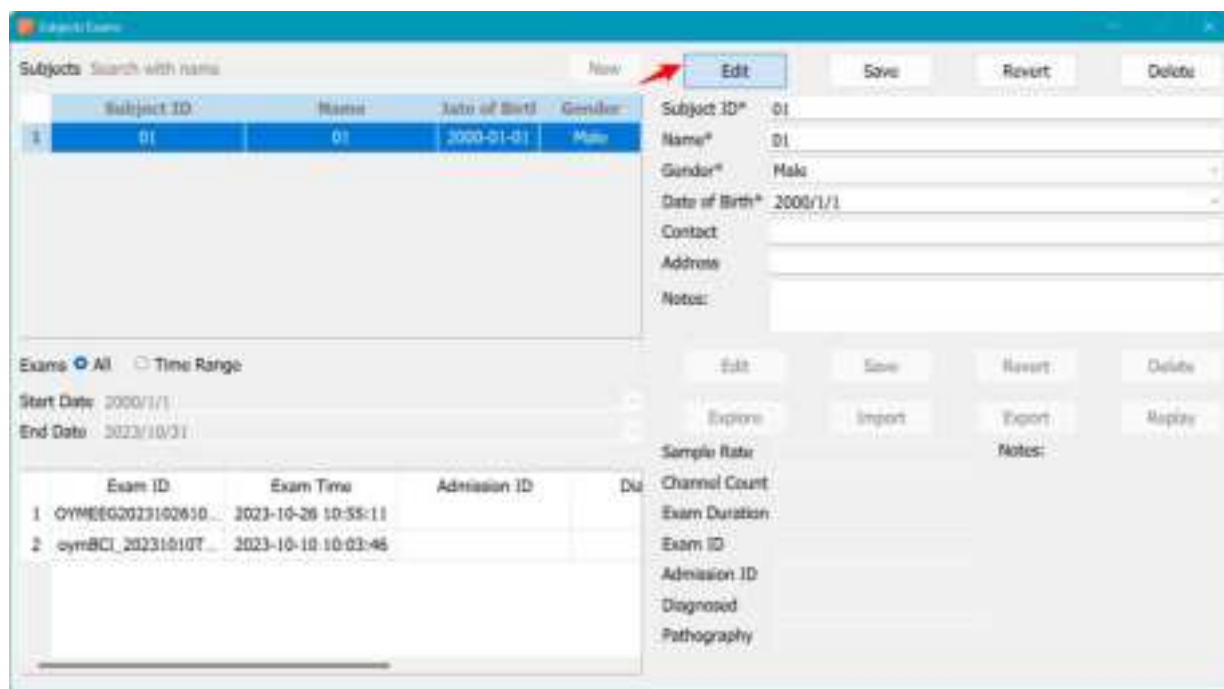 Subjects Exams
Subjects Search with name New
Edit Save Revert Delete
Subject ID Name Date of Birth Gender
1 01 01 2000-01-01 Male
Subject ID* 01
Name* 01
Gender* Male
Date of Birth* 2000/1/1
Contact
Address
Notes:
Exams All Time Range
Start Date 2000/1/1
End Date 2023/10/31
Edit Save Revert Delete
Explore Import Export Replay
Exam ID Exam Time Admission ID Dia
1 OYMEEG2023102610... 2023-10-26 10:55:11
2 oymBCI_20231010T... 2023-10-10 10:03:46
Sample Rate Notes:
Channel Count
Exam Duration
Exam ID
Admission ID
Diagnosed
Pathography